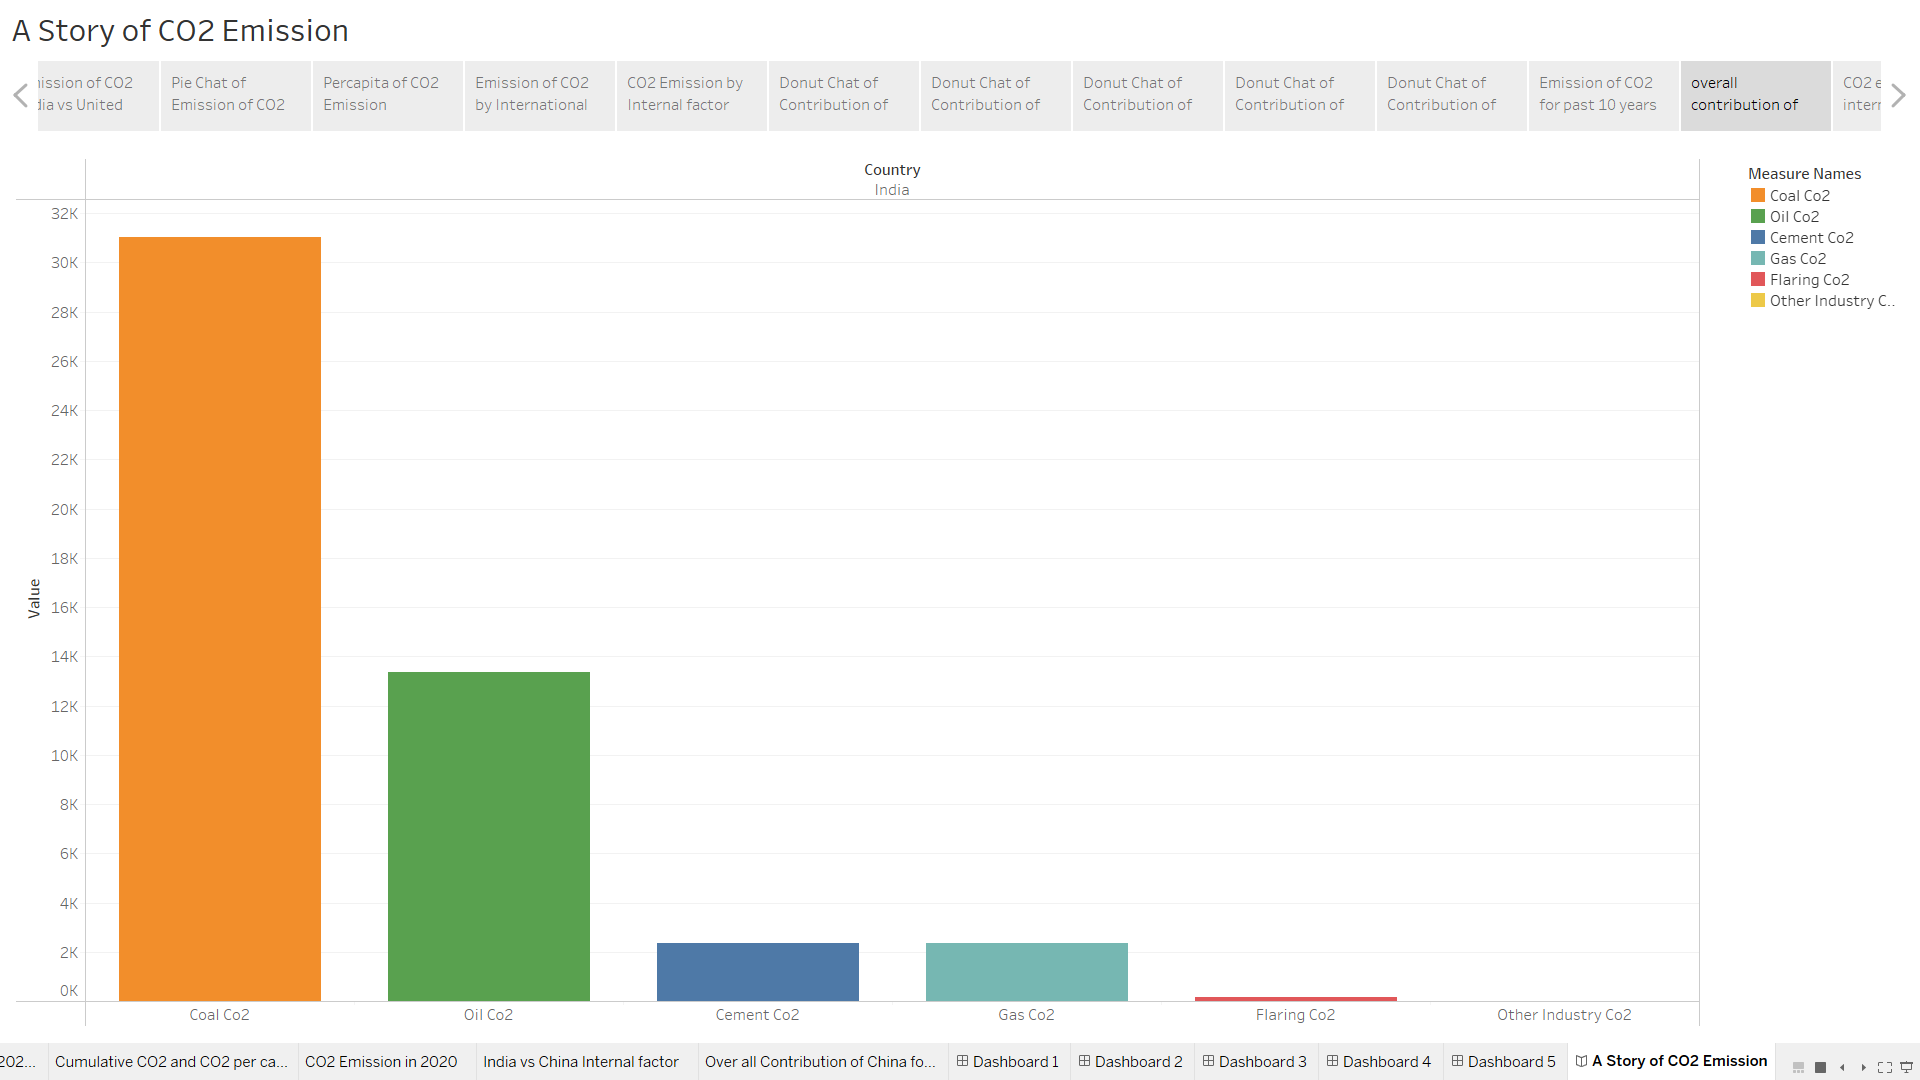 A Story of CO2 Emission
ission of CO2
dia vs United
Pie Chat of
Emission of CO2
Percapita of CO2
Emission
Emission of CO2
by International
CO2 Emission by
Internal factor
Donut Chat of
Contribution of
Donut Chat of
Contribution of
Donut Chat of
Contribution of
Donut Chat of
Contribution of
Donut Chat of
Contribution of
Emission of CO2
for past 10 years
overall
contribution of
CO2 e
intern
Country
India
Measure Names
Coal Co2
Oil Co2
Cement Co2
Gas Co2
Flaring Co2
Other Industry C..
32K
30K
28K
26K
24K
22K
20K
18K
16K
14K
12K
10K
8K
6K
4K
2K
0K
Value
Coal Co2
Oil Co2
Cement Co2
Gas Co2
Flaring Co2
Other Industry Co2
202...
Cumulative CO2 and CO2 per ca...
CO2 Emission in 2020
India vs China Internal factor
Over all Contribution of China fo...
Dashboard 1
Dashboard 2
Dashboard 3
Dashboard 4
Dashboard 5
A Story of CO2 Emission